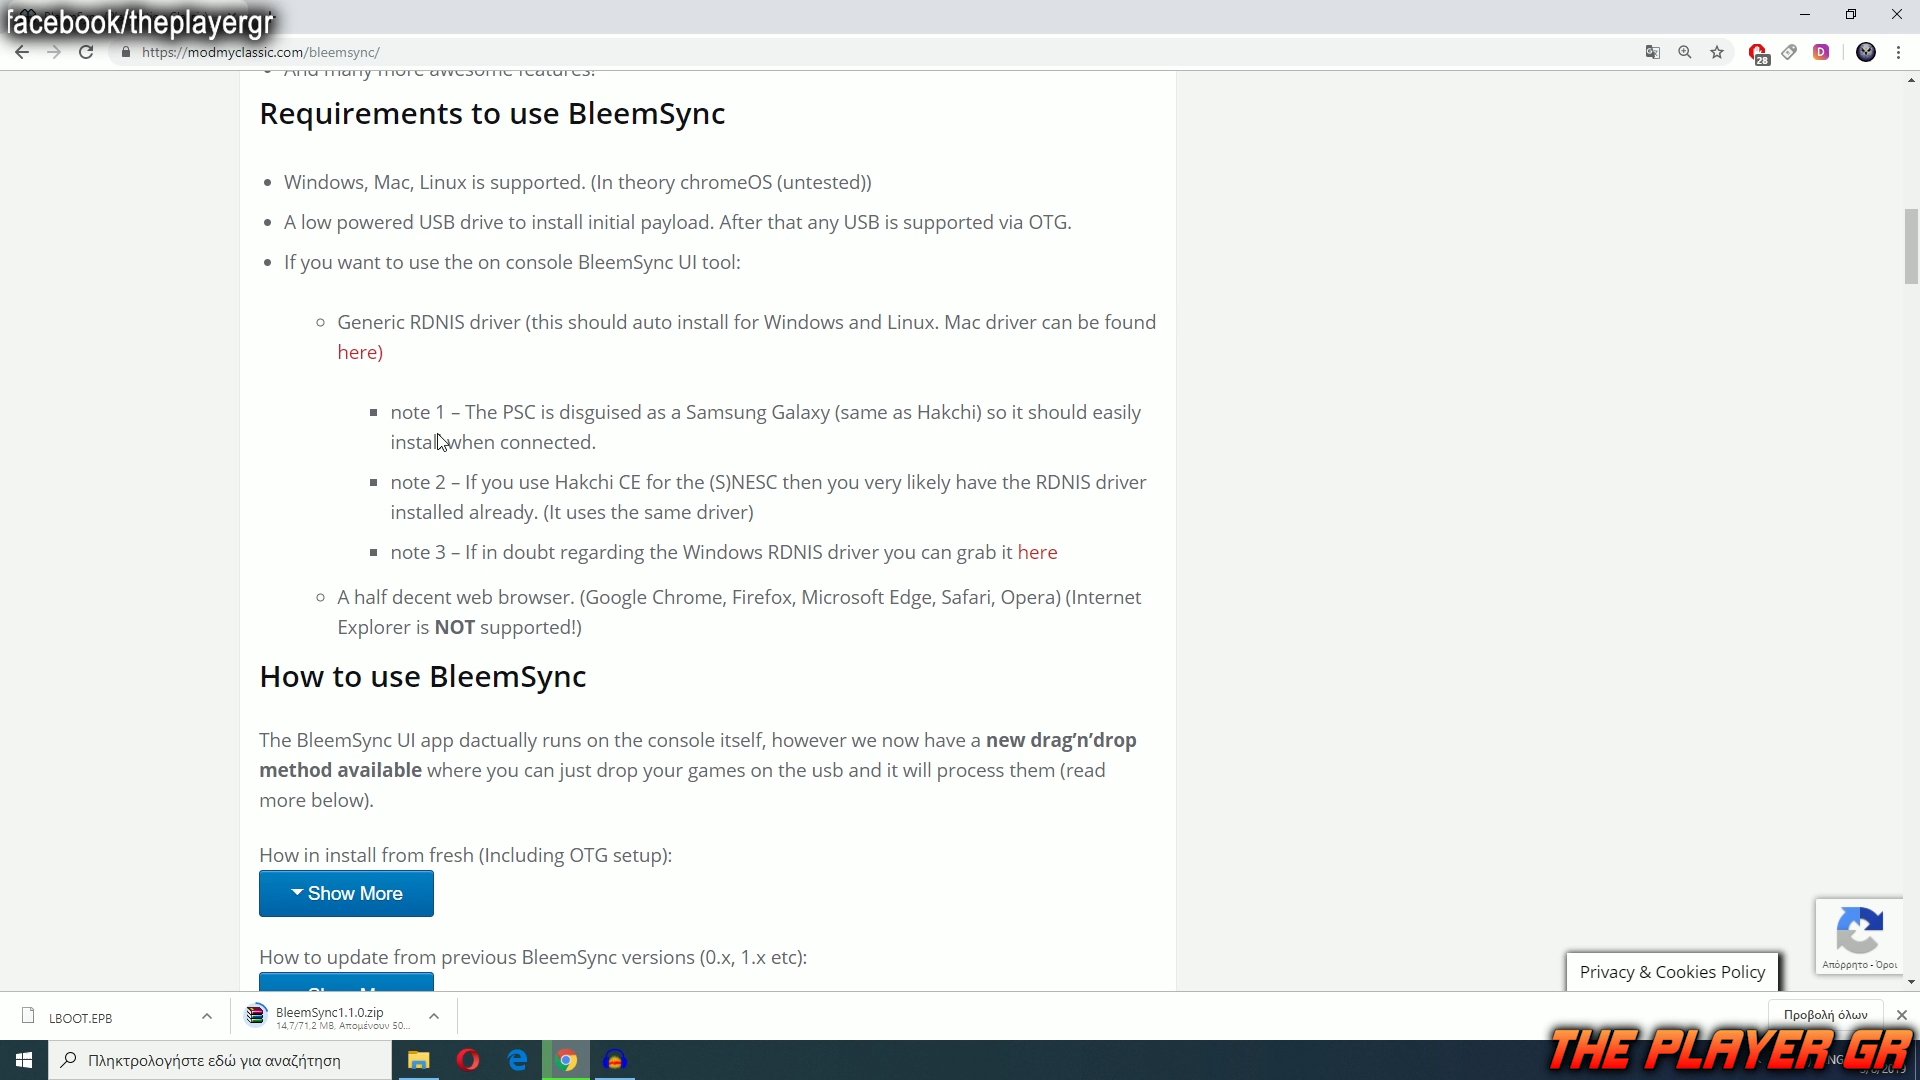 facebook/theplayergr
https://modmyclassic.com/bleemsync/
28
D
And many more awesome features!
Requirements to use BleemSync
Windows, Mac, Linux is supported. (In theory chromeOS (untested))
A low powered USB drive to install initial payload. After that any USB is supported via OTG.
If you want to use the on console BleemSync UI tool:
Generic RDNIS driver (this should auto install for Windows and Linux. Mac driver can be found
here)
note 1 – The PSC is disguised as a Samsung Galaxy (same as Hakchi) so it should easily
install when connected.
note 2 – If you use Hakchi CE for the (S)NESC then you very likely have the RDNIS driver
installed already. (It uses the same driver)
note 3 – If in doubt regarding the Windows RDNIS driver you can grab it here
A half decent web browser. (Google Chrome, Firefox, Microsoft Edge, Safari, Opera) (Internet
Explorer is NOT supported!)
How to use BleemSync
The BleemSync UI app dactually runs on the console itself, however we now have a new drag'n'drop
method available where you can just drop your games on the usb and it will process them (read
more below).
How in install from fresh (Including OTG setup):
Show More
How to update from previous BleemSync versions (0.x, 1.x etc):
Απόρρητο - Όροι
Privacy & Cookies Policy
LBOOT.EPB
BleemSync1.1.0.zip
14,7/71,2 MB, Απομένουν 50...
Προβολή όλων
Πληκτρολογήστε εδώ για αναζήτηση
THE PLAYER GR